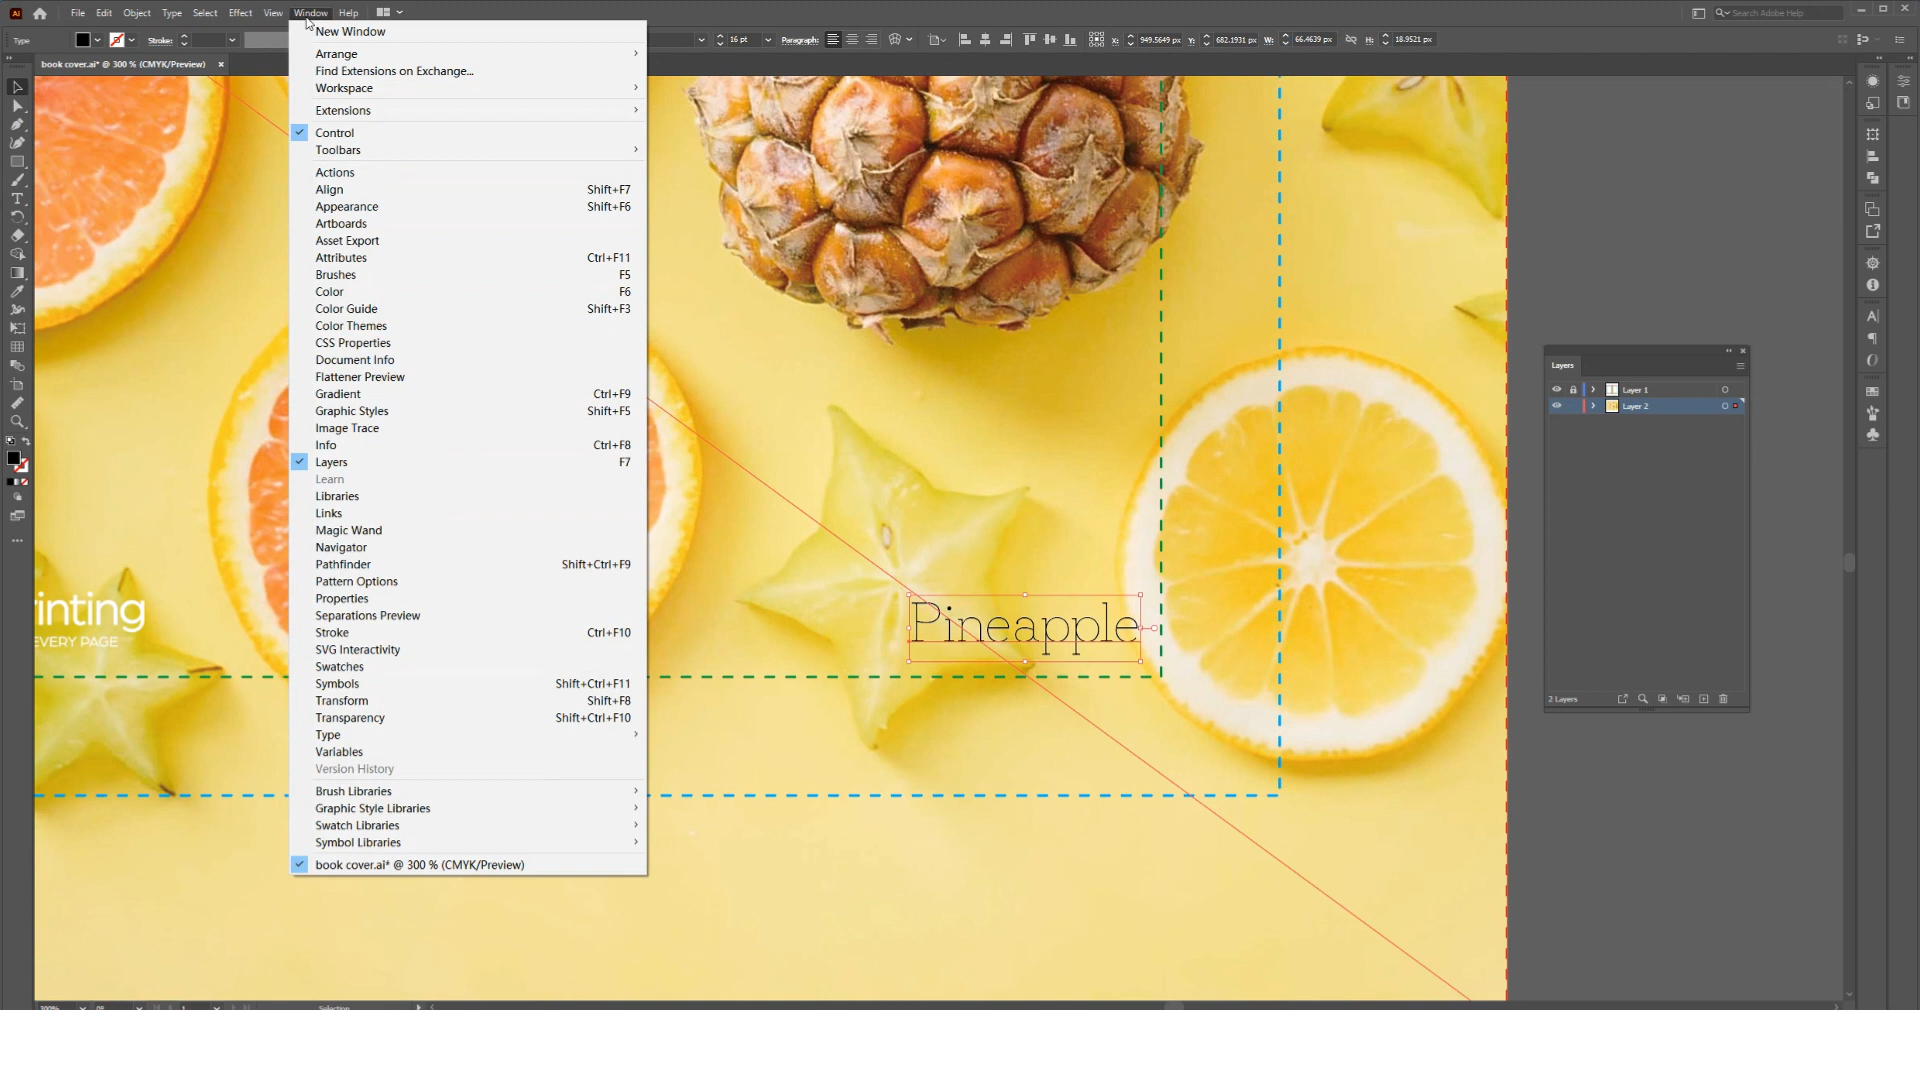 Ai File Edit Object Type Select Effect View Window Help Search Adobe Help
Type Stroke: 16 pt Paragraph: X: 949.5649 px Y: 682.1931 px W: 66.4639 px H: 18.9521 px
book cover.ai* @ 300 % (CMYK/Preview) ×
New Window
Arrange
Find Extensions on Exchange...
Workspace
Extensions
Control
Toolbars
Actions
Align Shift+F7
Appearance Shift+F6
Artboards
Asset Export
Attributes Ctrl+F11
Brushes F5
Color F6
Color Guide Shift+F3
Color Themes
CSS Properties
Document Info
Flattener Preview
Gradient Ctrl+F9
Graphic Styles Shift+F5
Image Trace
Info Ctrl+F8
Layers F7
Learn
Libraries
Links
Magic Wand
Navigator
Pathfinder Shift+Ctrl+F9
Pattern Options
Properties
Separations Preview
Stroke Ctrl+F10
SVG Interactivity
Swatches
Symbols Shift+Ctrl+F11
Transform Shift+F8
Transparency Shift+Ctrl+F10
Type
Variables
Version History
Brush Libraries
Graphic Style Libraries
Swatch Libraries
Symbol Libraries
book cover.ai* @ 300 % (CMYK/Preview)
rinting
EVERY PAGE
Pineapple
Layers
Layer 1
Layer 2
2 Layers
300% 0° 1 Selection